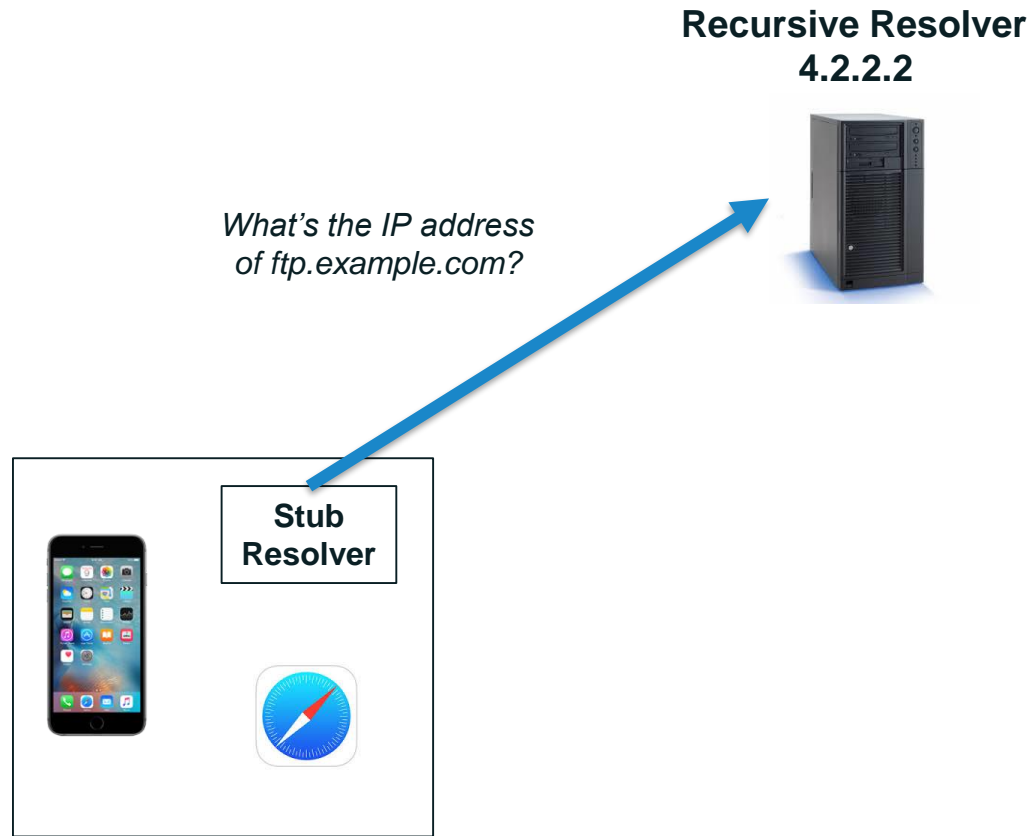 Recursive Resolver
4.2.2.2
What’s the IP address
of ftp.example.com?
Stub
Resolver